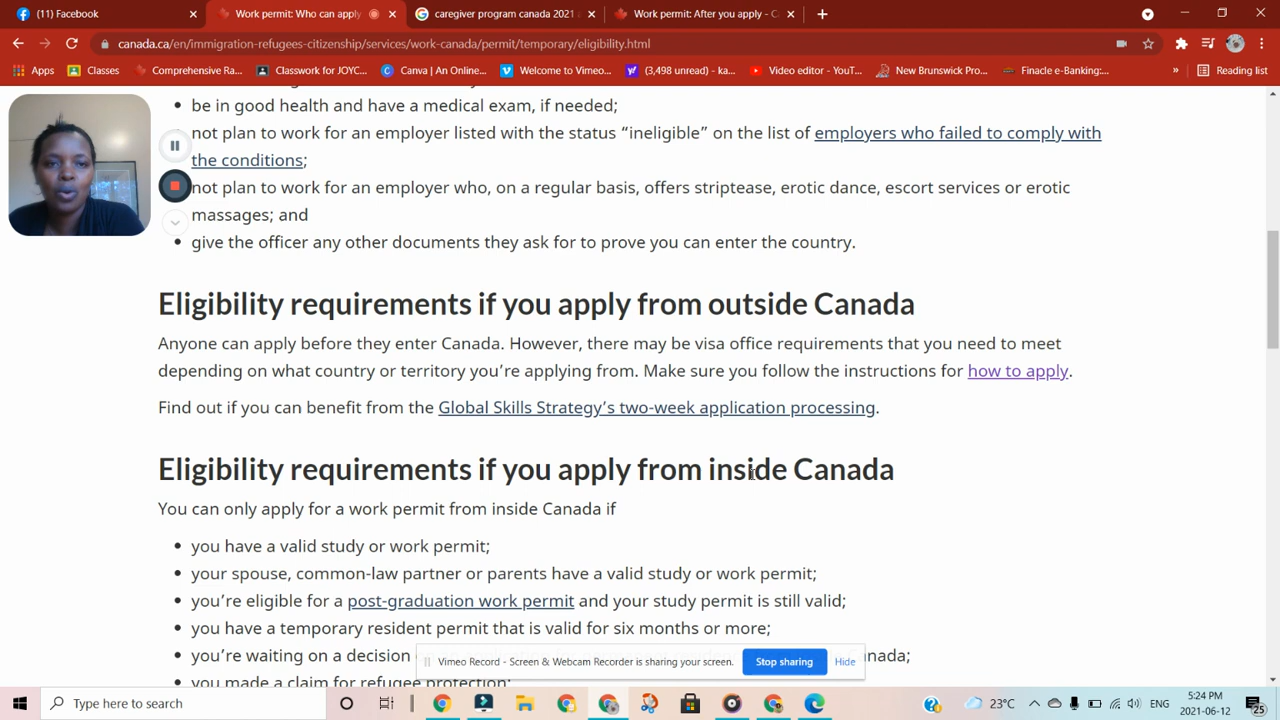 (11) Facebook
Work permit: Who can apply
caregiver program canada 2021
Work permit: After you apply - C
canada.ca/en/immigration-refugees-citizenship/services/work-canada/permit/temporary/eligibility.html
Apps
Classes
Comprehensive Ra...
Classwork for JOYC...
Canva | An Online...
Welcome to Vimeo...
(3,498 unread) - ka...
Video editor - YouT...
New Brunswick Pro...
Finacle e-Banking:...
»
Reading list
be in good health and have a medical exam, if needed;
not plan to work for an employer listed with the status “ineligible” on the list of employers who failed to comply with
the conditions;
not plan to work for an employer who, on a regular basis, offers striptease, erotic dance, escort services or erotic
massages; and
give the officer any other documents they ask for to prove you can enter the country.
Eligibility requirements if you apply from outside Canada
Anyone can apply before they enter Canada. However, there may be visa office requirements that you need to meet
depending on what country or territory you’re applying from. Make sure you follow the instructions for how to apply.
Find out if you can benefit from the Global Skills Strategy’s two-week application processing.
Eligibility requirements if you apply from inside Canada
You can only apply for a work permit from inside Canada if
you have a valid study or work permit;
your spouse, common-law partner or parents have a valid study or work permit;
you’re eligible for a post-graduation work permit and your study permit is still valid;
you have a temporary resident permit that is valid for six months or more;
you’re waiting on a decision
anada;
you made a claim for refugee protection;
Vimeo Record - Screen & Webcam Recorder is sharing your screen.
Stop sharing
Hide
Type here to search
23°C
ENG
5:24 PM
2021-06-12
25